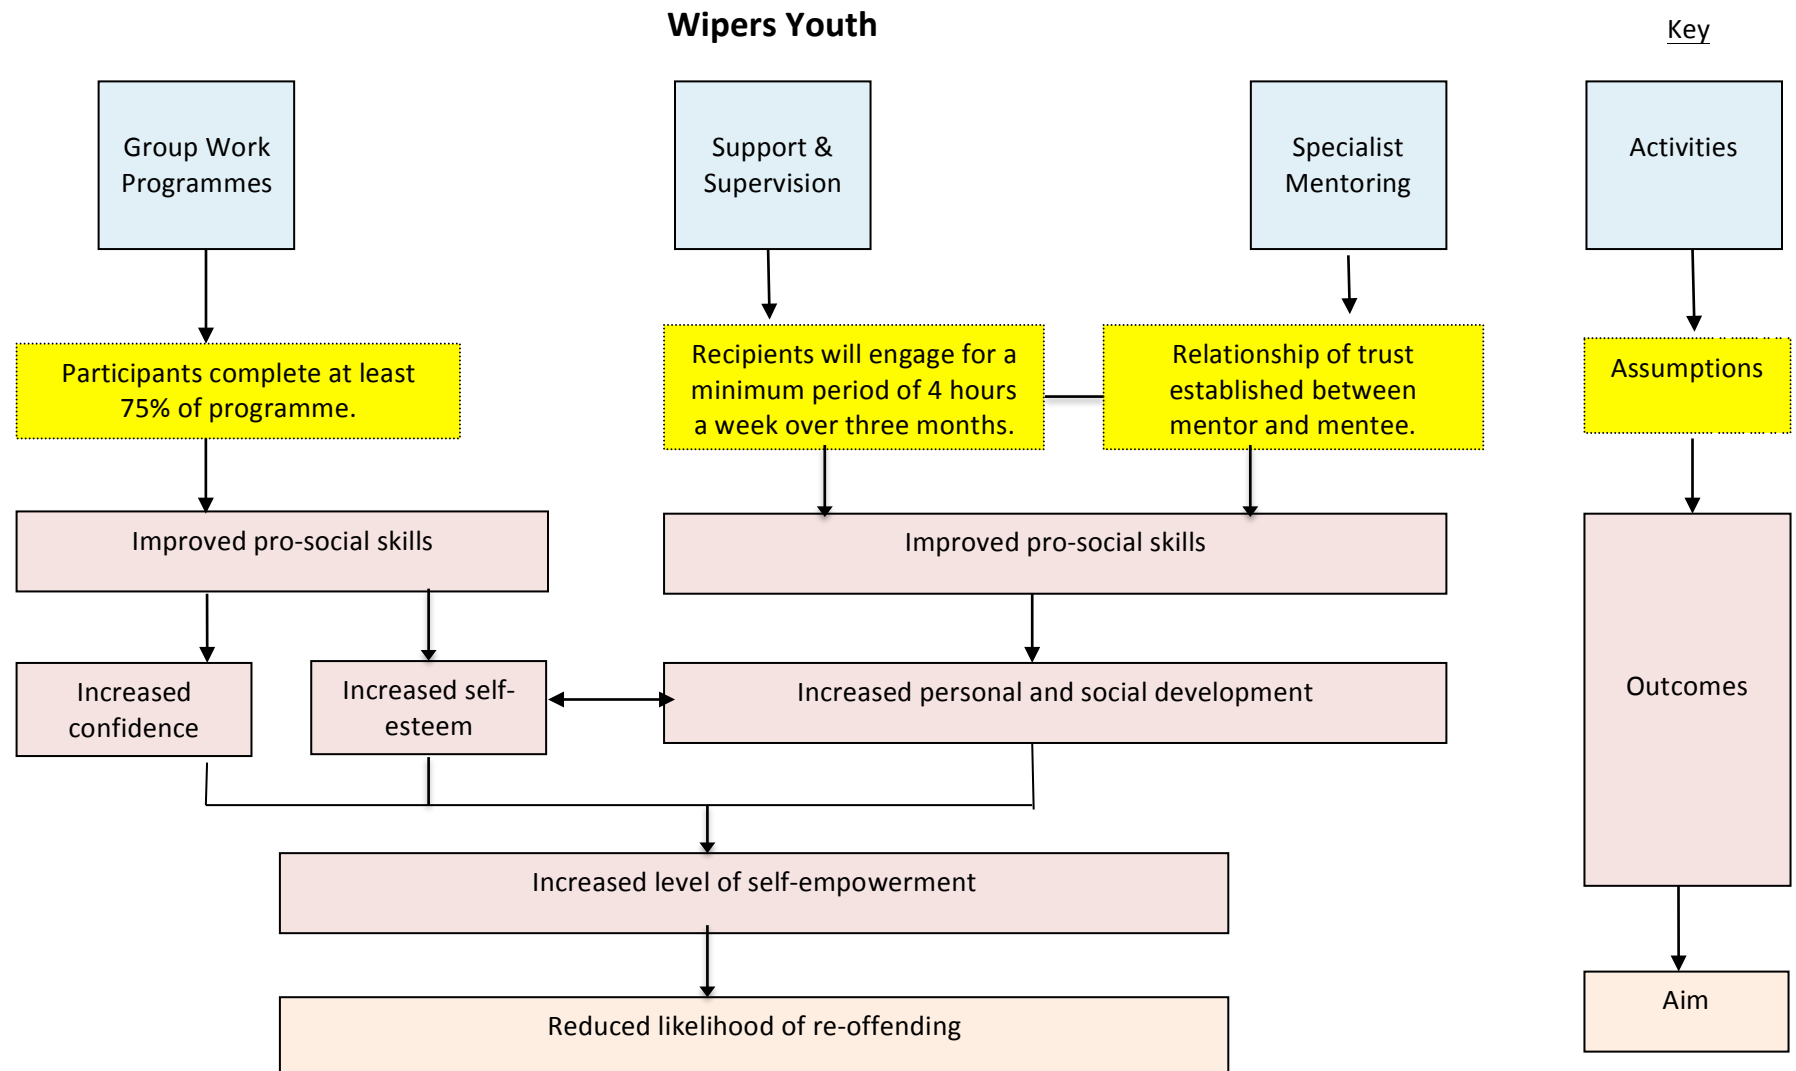 Wipers Youth
Key
Group Work
Programmes
Support &
Supervision
Specialist
Mentoring
Activities
Participants complete at least
75% of programme.
Recipients will engage for a
minimum period of 4 hours
a week over three months.
Relationship of trust
established between
mentor and mentee.
Assumptions
Improved pro-social skills
Improved pro-social skills
Increased
confidence
Increased self-
esteem
Increased personal and social development
Outcomes
Increased level of self-empowerment
Reduced likelihood of re-offending
Aim